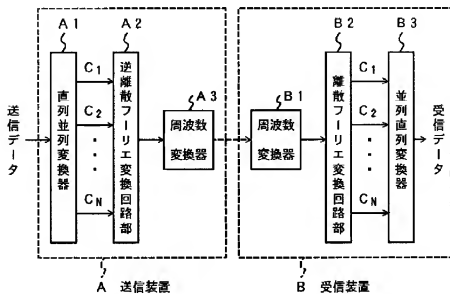 A1
A2
B2
B3
C1
C2
CN
送信データ
直列並列変換器
逆離散フーリエ変換回路部
A3
周波数
変換器
B1
周波数
変換器
離散フーリエ変換回路部
C1
C2
CN
並列直列変換器
受信データ
A 送信装置
B 受信装置